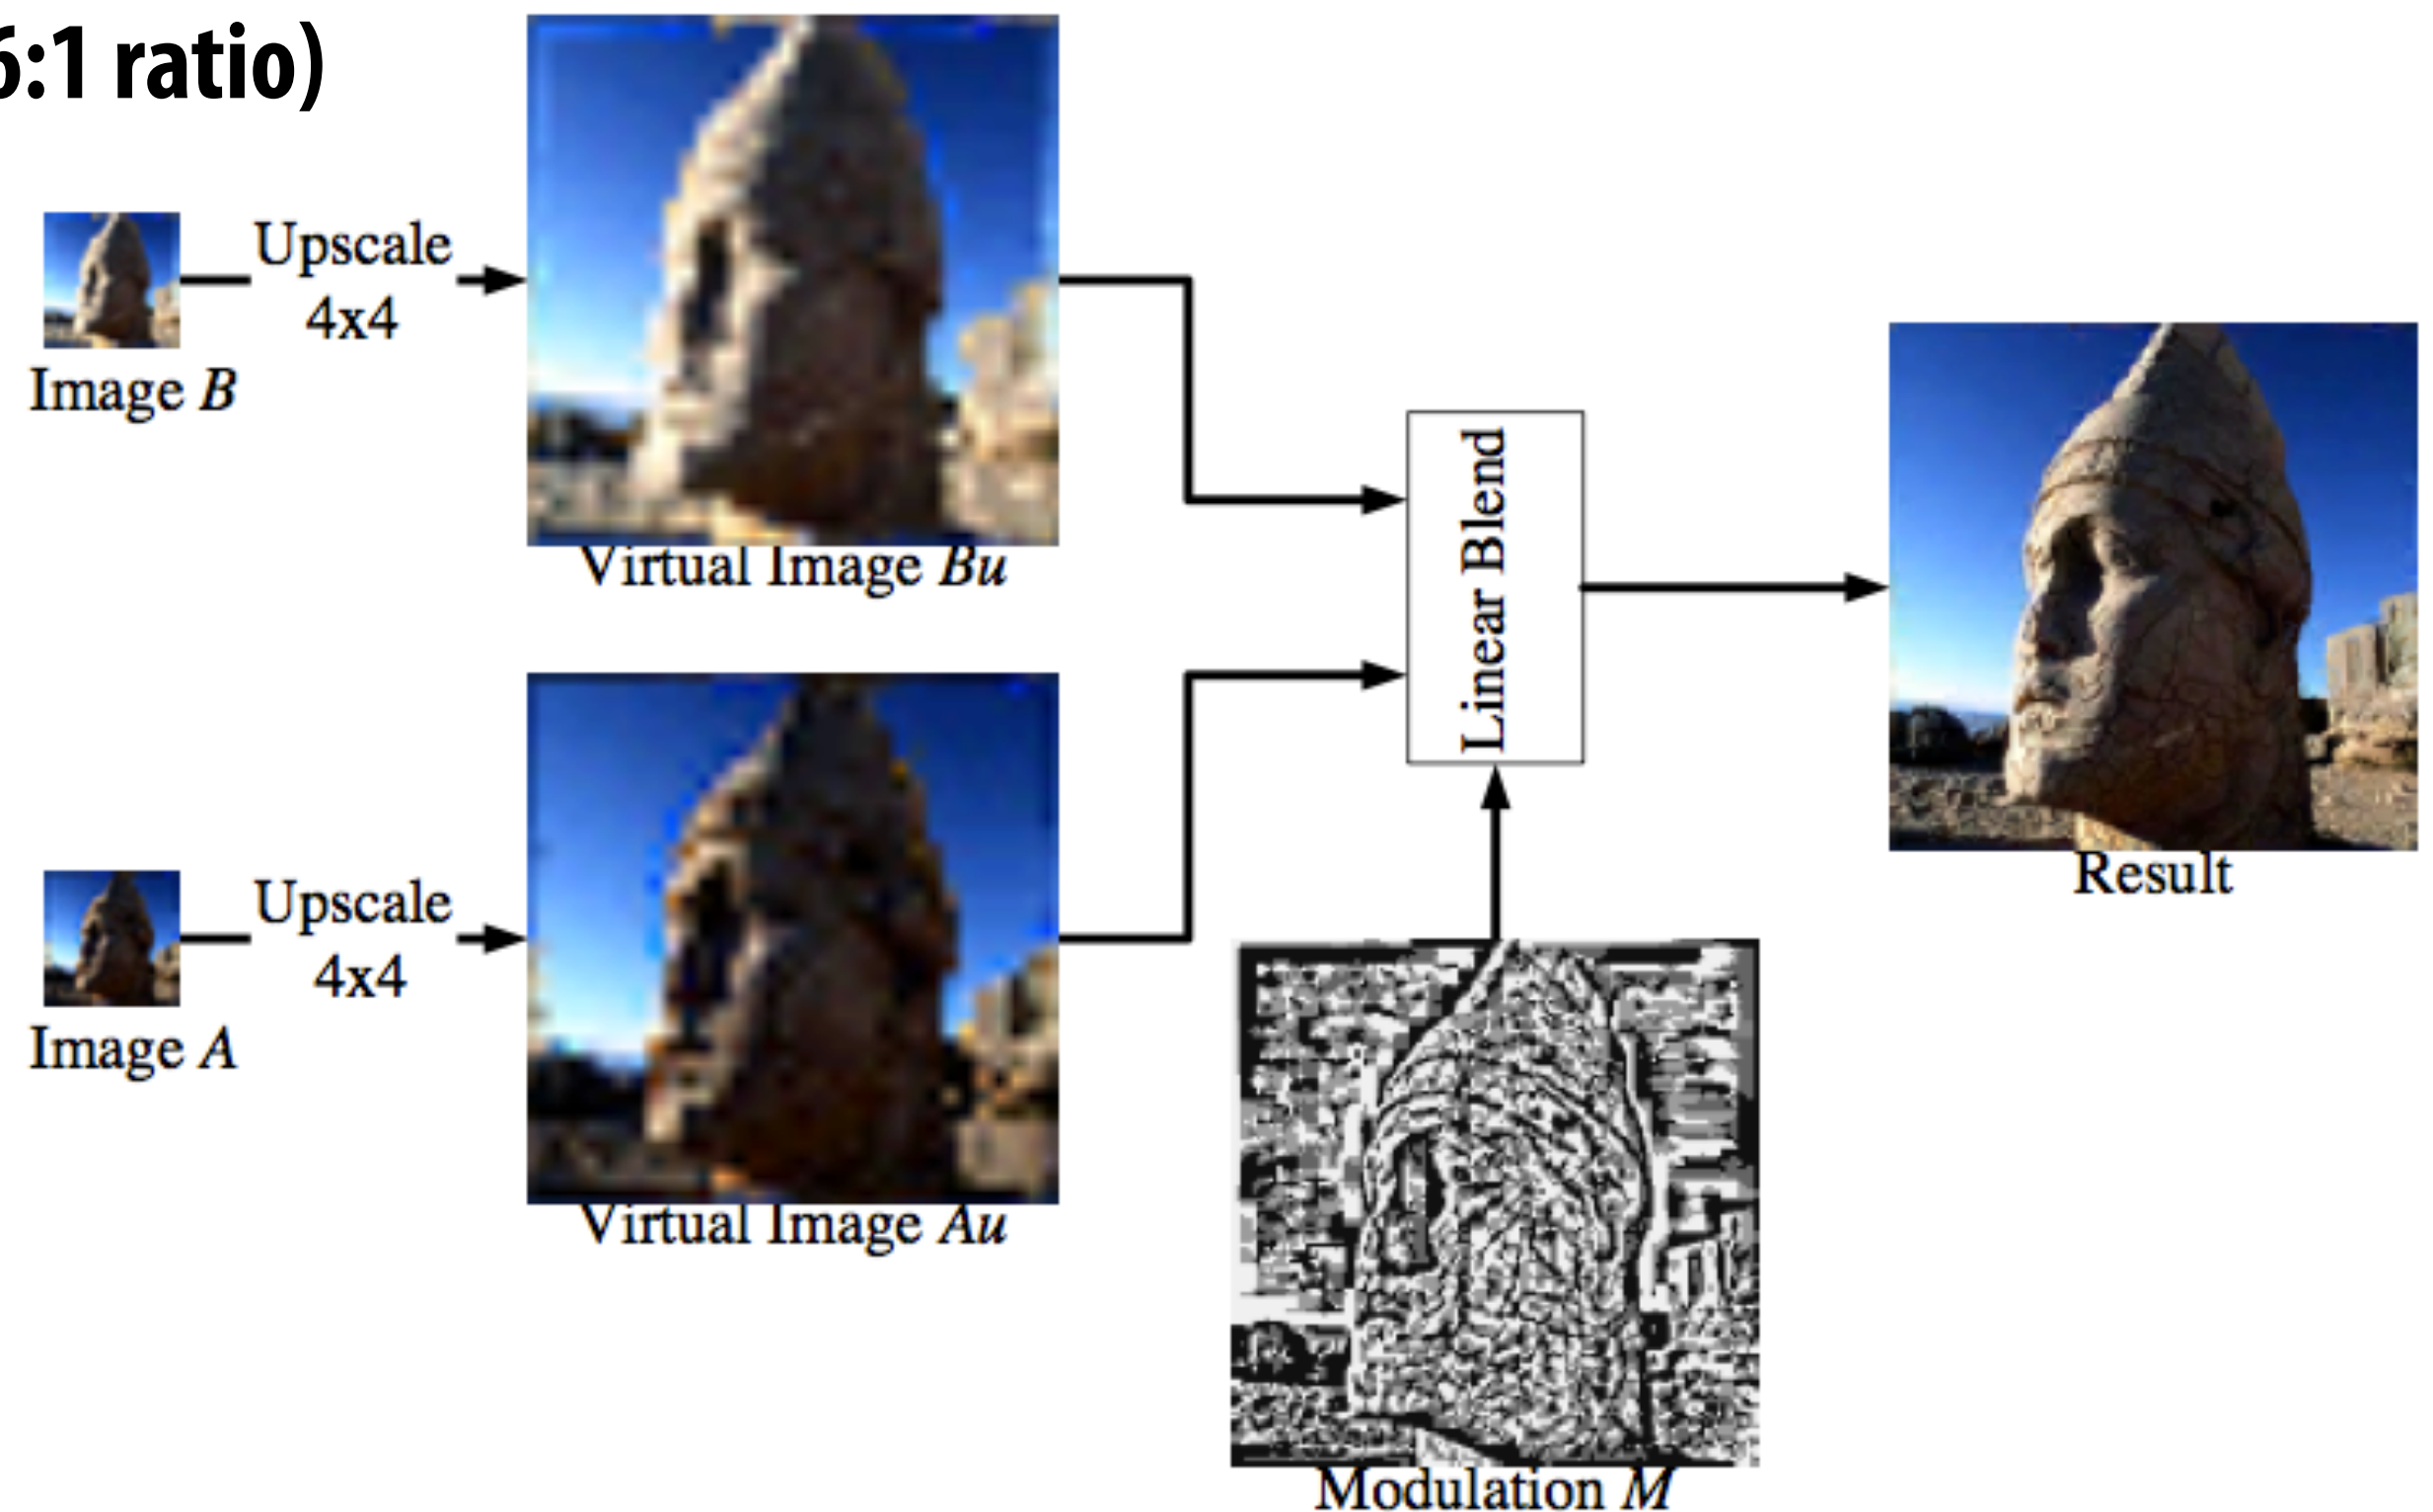 6:1 ratio)
Upscale
4x4
Image B
Virtual Image Bu
Linear Blend
Result
Upscale
4x4
Image A
Virtual Image Au
Modulation M